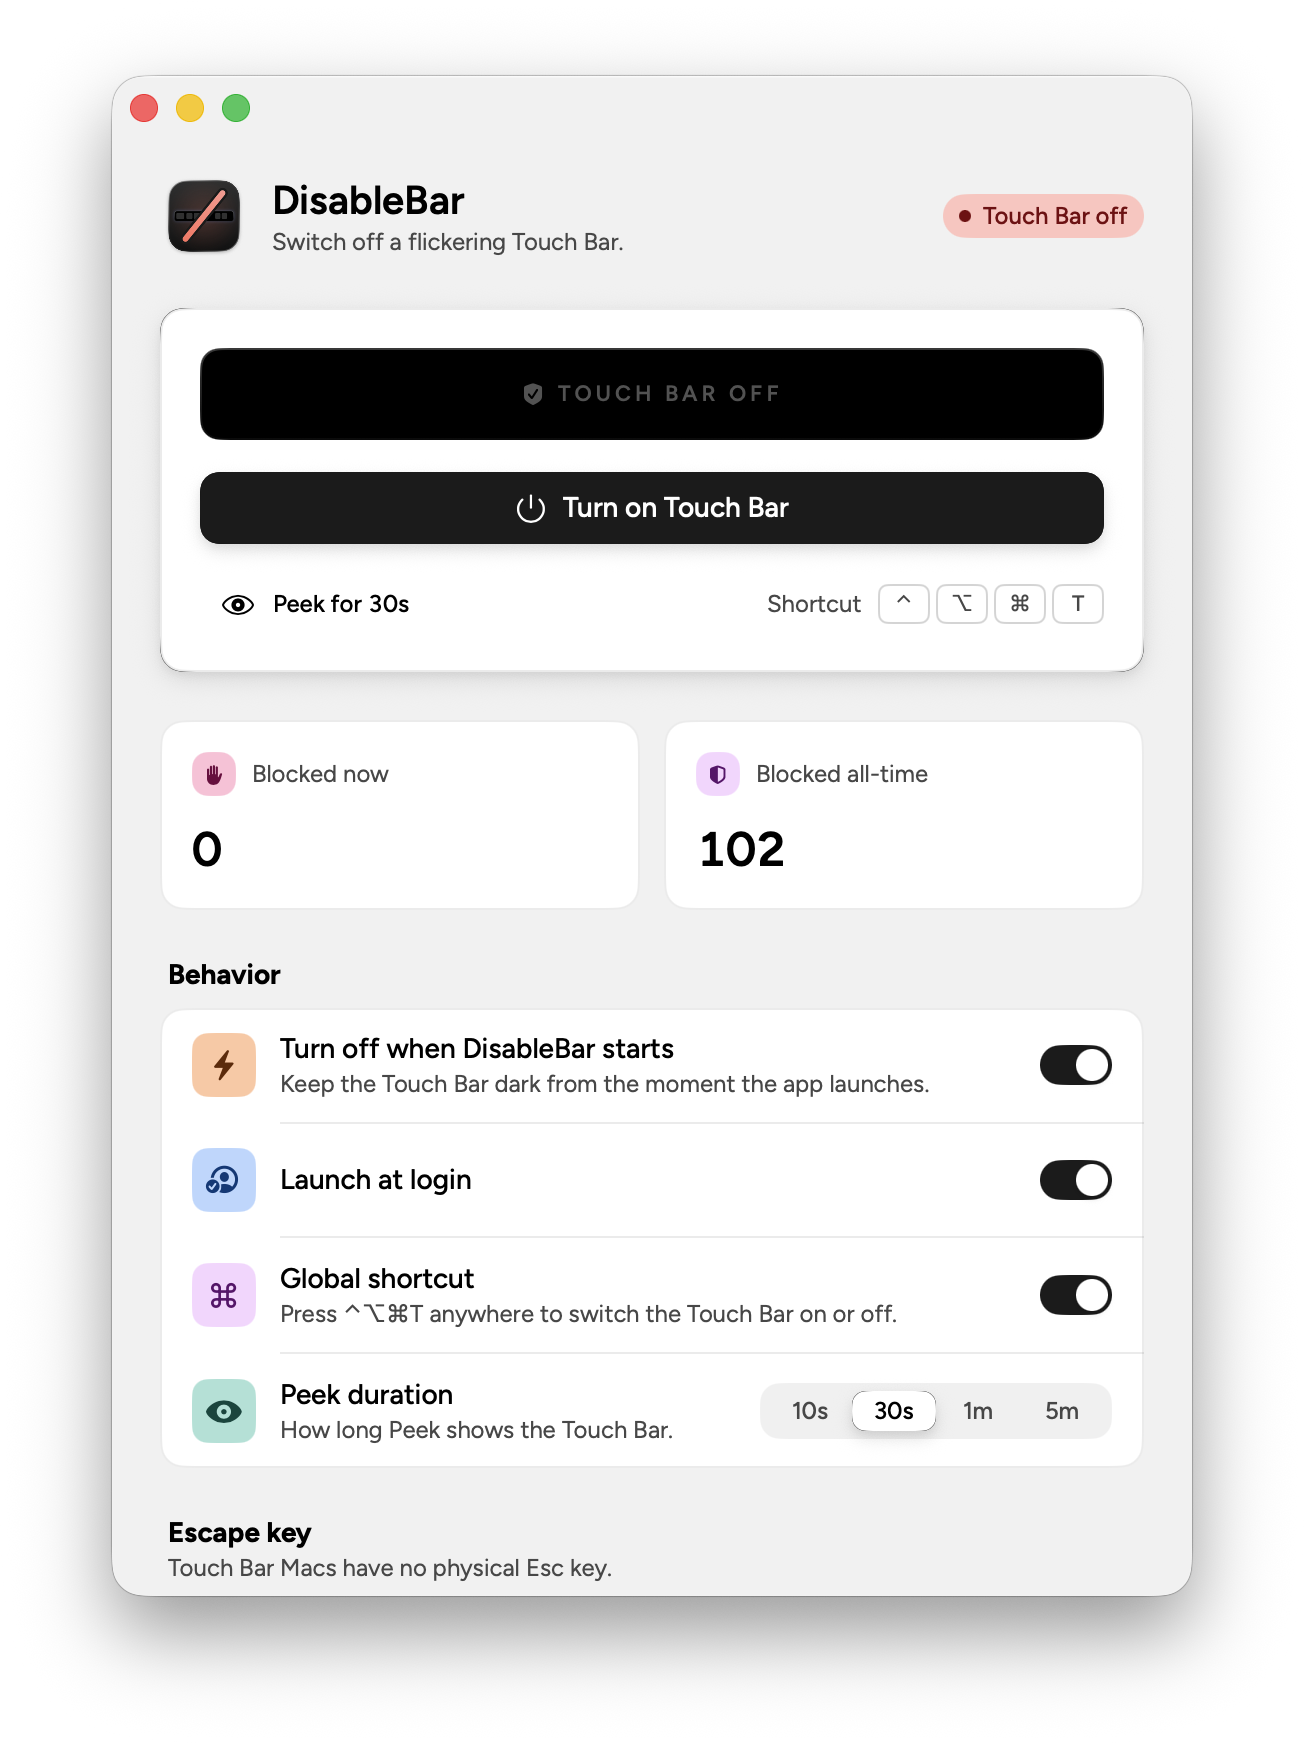 DisableBar
Switch off a flickering Touch Bar.
Touch Bar off
TOUCH BAR OFF
Turn on Touch Bar
Peek for 30s
Shortcut ⌃ ⌥ ⌘ T
Blocked now
0
Blocked all-time
102
Behavior
Turn off when DisableBar starts
Keep the Touch Bar dark from the moment the app launches.
Launch at login
Global shortcut
Press ⌃⌥⌘T anywhere to switch the Touch Bar on or off.
Peek duration
How long Peek shows the Touch Bar.
10s 30s 1m 5m
Escape key
Touch Bar Macs have no physical Esc key.